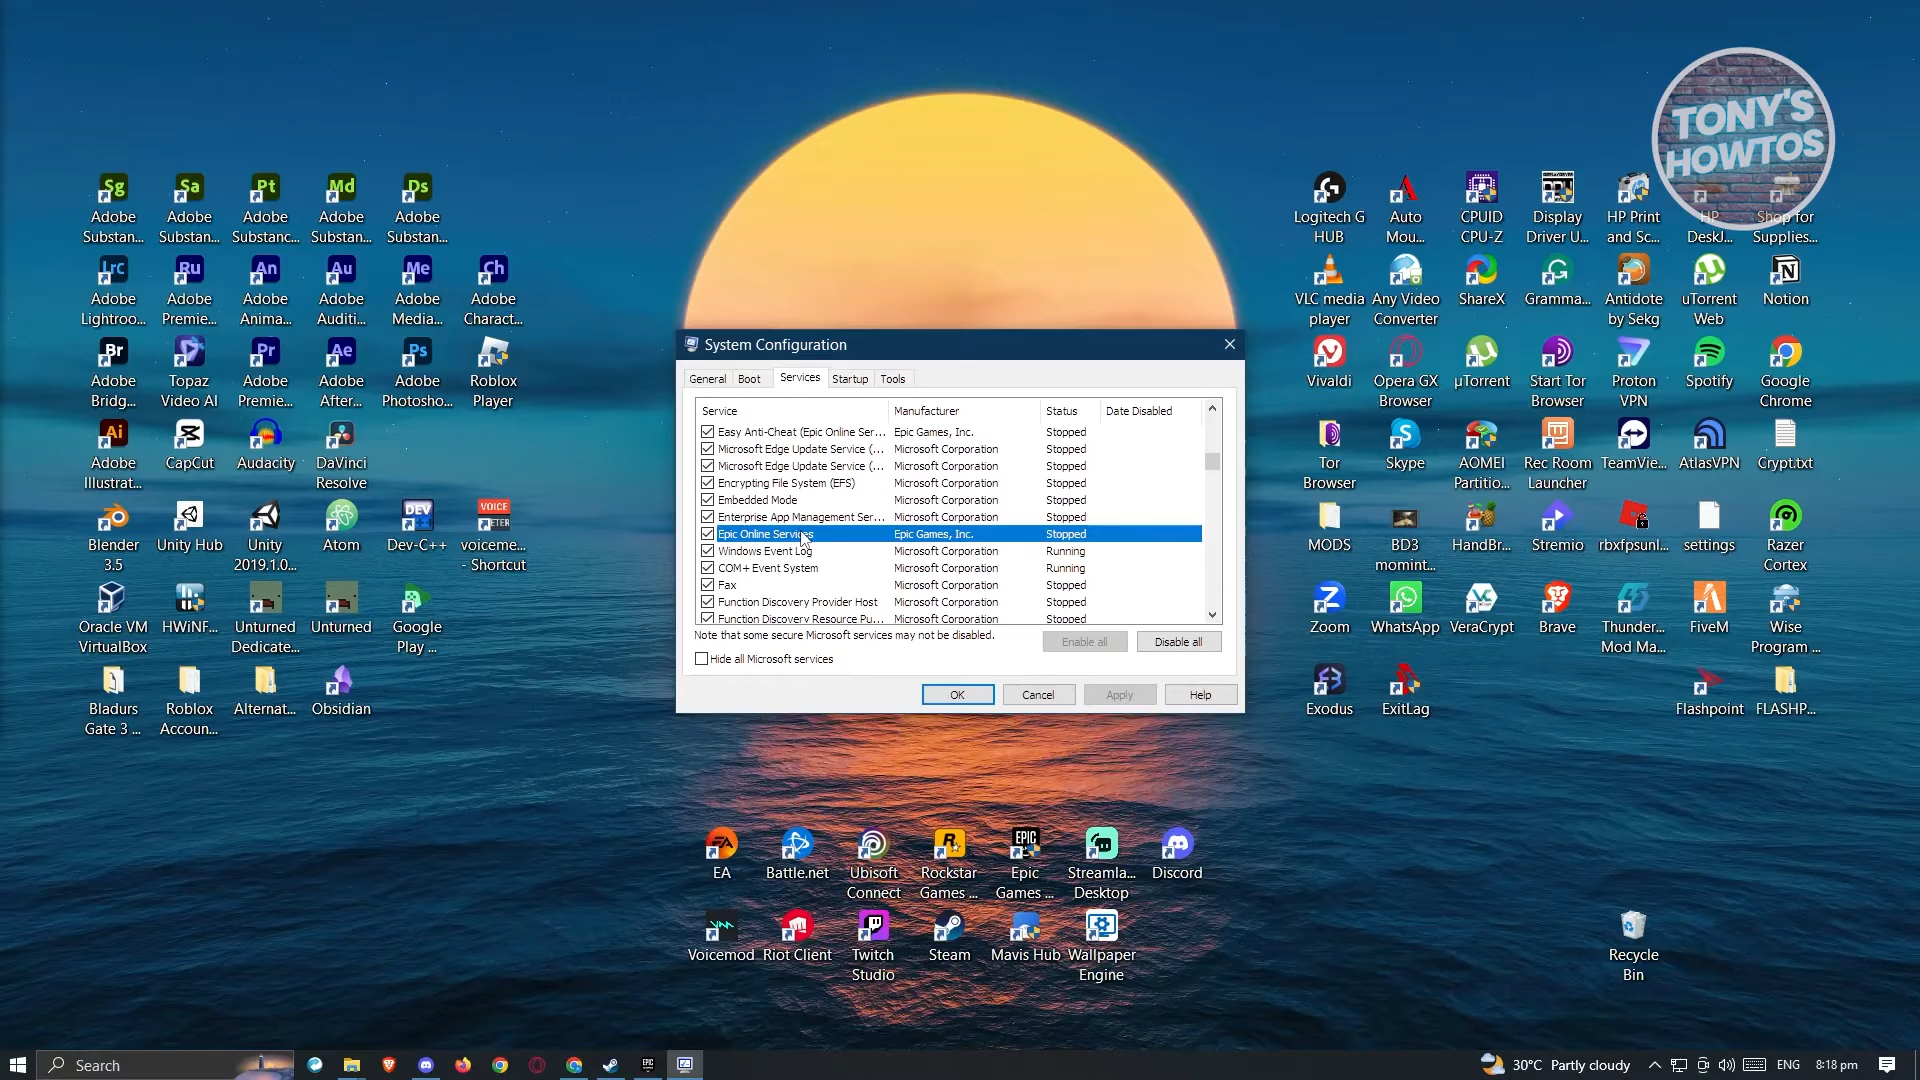 TONY'S
HOWTOS
Adobe Substan...
Adobe Substan...
Adobe Substanc...
Adobe Substan...
Adobe Substan...
Logitech G HUB
Auto Mou...
CPUID CPU-Z
Display Driver U...
HP Print and Sc...
HP DeskJ...
Shop for Supplies...
Adobe Lightroo...
Adobe Premie...
Adobe Anima...
Adobe Auditi...
Adobe Media...
Adobe Charact...
VLC media player
Any Video Converter
ShareX
Gramma...
Antidote by Sekg
uTorrent Web
Notion
Adobe Bridg...
Topaz Video AI
Adobe Premie...
Adobe After...
Adobe Photosho...
Roblox Player
Vivaldi
Opera GX Browser
µTorrent
Start Tor Browser
Proton VPN
Spotify
Google Chrome
Adobe Illustrat...
CapCut
Audacity
DaVinci Resolve
Tor Browser
Skype
AOMEI Partitio...
Rec Room Launcher
TeamVie...
AtlasVPN
Crypt.txt
Blender 3.5
Unity Hub
Unity 2019.1.0...
Atom
Dev-C++
voiceme... - Shortcut
MODS
BD3 momint...
HandBr...
Stremio
rbxfpsunl...
settings
Razer Cortex
Oracle VM VirtualBox
HWiNF...
Unturned Dedicate...
Unturned
Google Play ...
Zoom
WhatsApp
VeraCrypt
Brave
Thunder... Mod Ma...
FiveM
Wise Program ...
Bladurs Gate 3 ...
Roblox Accoun...
Alternat...
Obsidian
Exodus
ExitLag
Flashpoint
FLASHP...
System Configuration
General Boot Services Startup Tools
Service Manufacturer Status Date Disabled
Easy Anti-Cheat (Epic Online Ser... Epic Games, Inc. Stopped
Microsoft Edge Update Service (... Microsoft Corporation Stopped
Microsoft Edge Update Service (... Microsoft Corporation Stopped
Encrypting File System (EFS) Microsoft Corporation Stopped
Embedded Mode Microsoft Corporation Stopped
Enterprise App Management Ser... Microsoft Corporation Stopped
Epic Online Services Epic Games, Inc. Stopped
Windows Event Log Microsoft Corporation Running
COM+ Event System Microsoft Corporation Running
Fax Microsoft Corporation Stopped
Function Discovery Provider Host Microsoft Corporation Stopped
Function Discovery Resource Pu... Microsoft Corporation Stopped
Note that some secure Microsoft services may not be disabled.
Enable all Disable all
Hide all Microsoft services
OK Cancel Apply Help
EA
Battle.net
Ubisoft Connect
Rockstar Games ...
Epic Games ...
Streamla... Desktop
Discord
Voicemod
Riot Client
Twitch Studio
Steam
Mavis Hub
Wallpaper Engine
Recycle Bin
Search
30°C Partly cloudy
ENG
8:18 pm